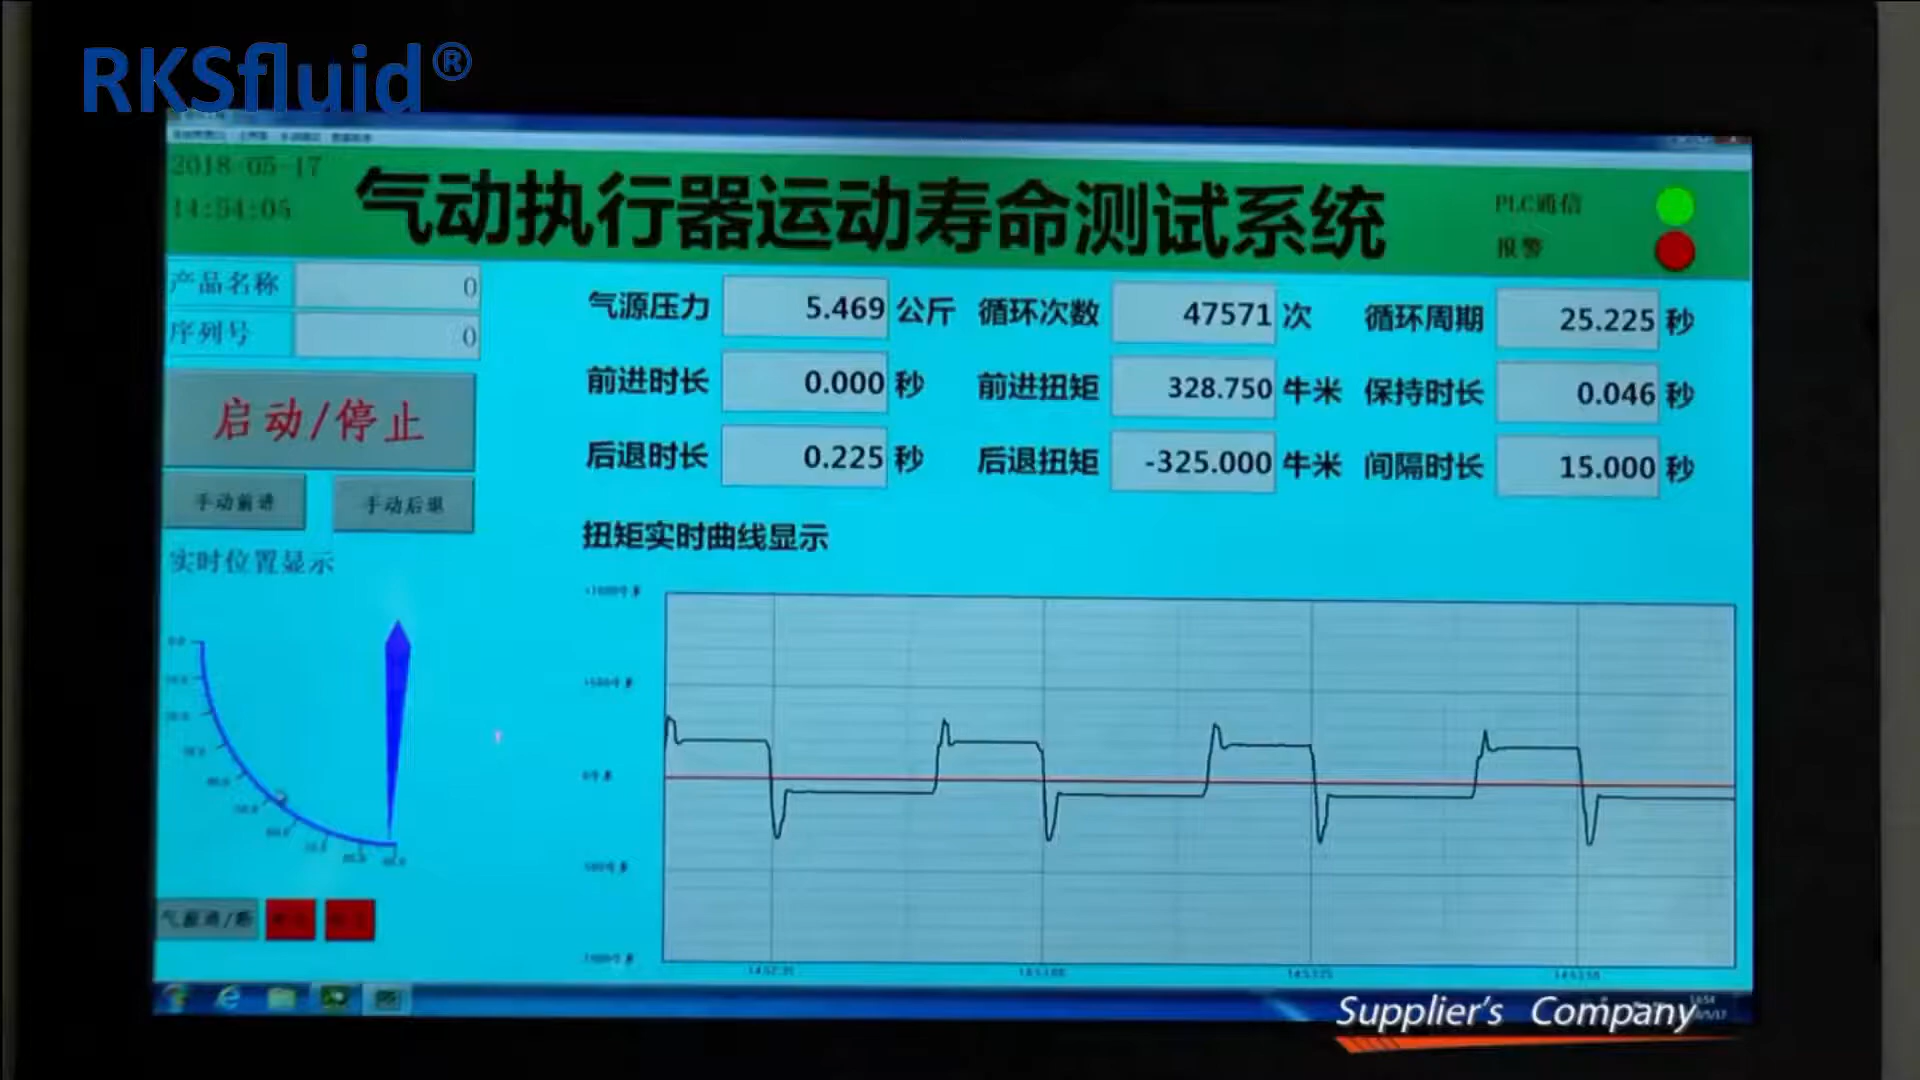 RKSfluid®
2018-05-17
14:54:05
气动执行器运动寿命测试系统
PLC通信
报警
产品名称 0
序列号 0
启动/停止
手动前进 手动后退
实时位置显示
气源压力 5.469 公斤 循环次数 47571 次 循环周期 25.225 秒
前进时长 0.000 秒 前进扭矩 328.750 牛米 保持时长 0.046 秒
后退时长 0.225 秒 后退扭矩 -325.000 牛米 间隔时长 15.000 秒
扭矩实时曲线显示
气源通/断
Supplier's Company